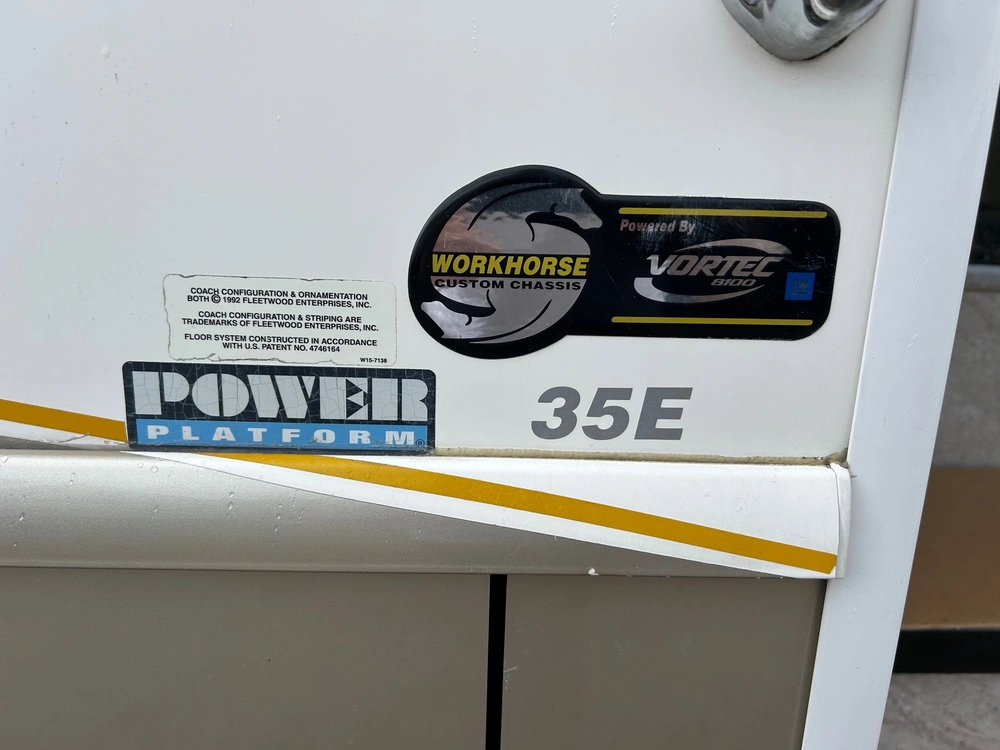 Powered By
VORTEC
8100
GM
WORKHORSE
CUSTOM CHASSIS
COACH CONFIGURATION & ORNAMENTATION
BOTH © 1992 FLEETWOOD ENTERPRISES, INC.
COACH CONFIGURATION & STRIPING ARE
TRADEMARKS OF FLEETWOOD ENTERPRISES, INC.
FLOOR SYSTEM CONSTRUCTED IN ACCORDANCE
WITH U.S. PATENT NO. 4746164
W15-7138
POWER
PLATFORM®
35E